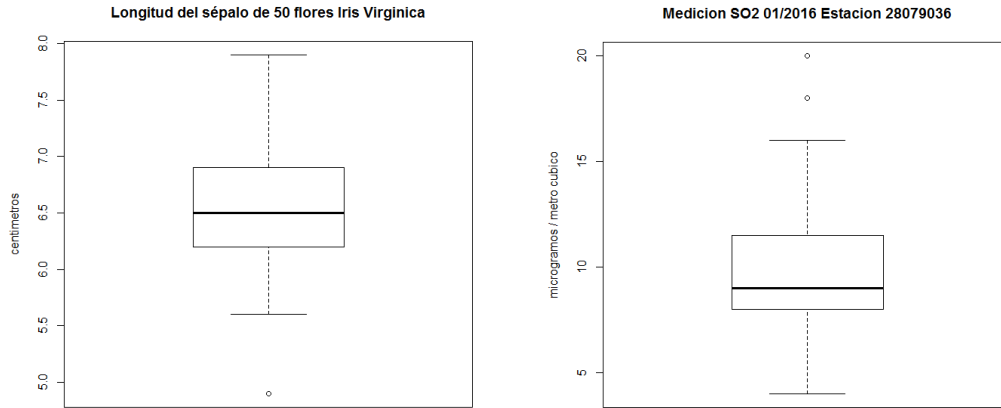 Longitud del sépalo de 50 flores Iris Virginica
centimetros
8.0
7.5
7.0
6.5
6.0
5.5
5.0
Medicion SO2 01/2016 Estacion 28079036
microgramos / metro cubico
20
15
10
5